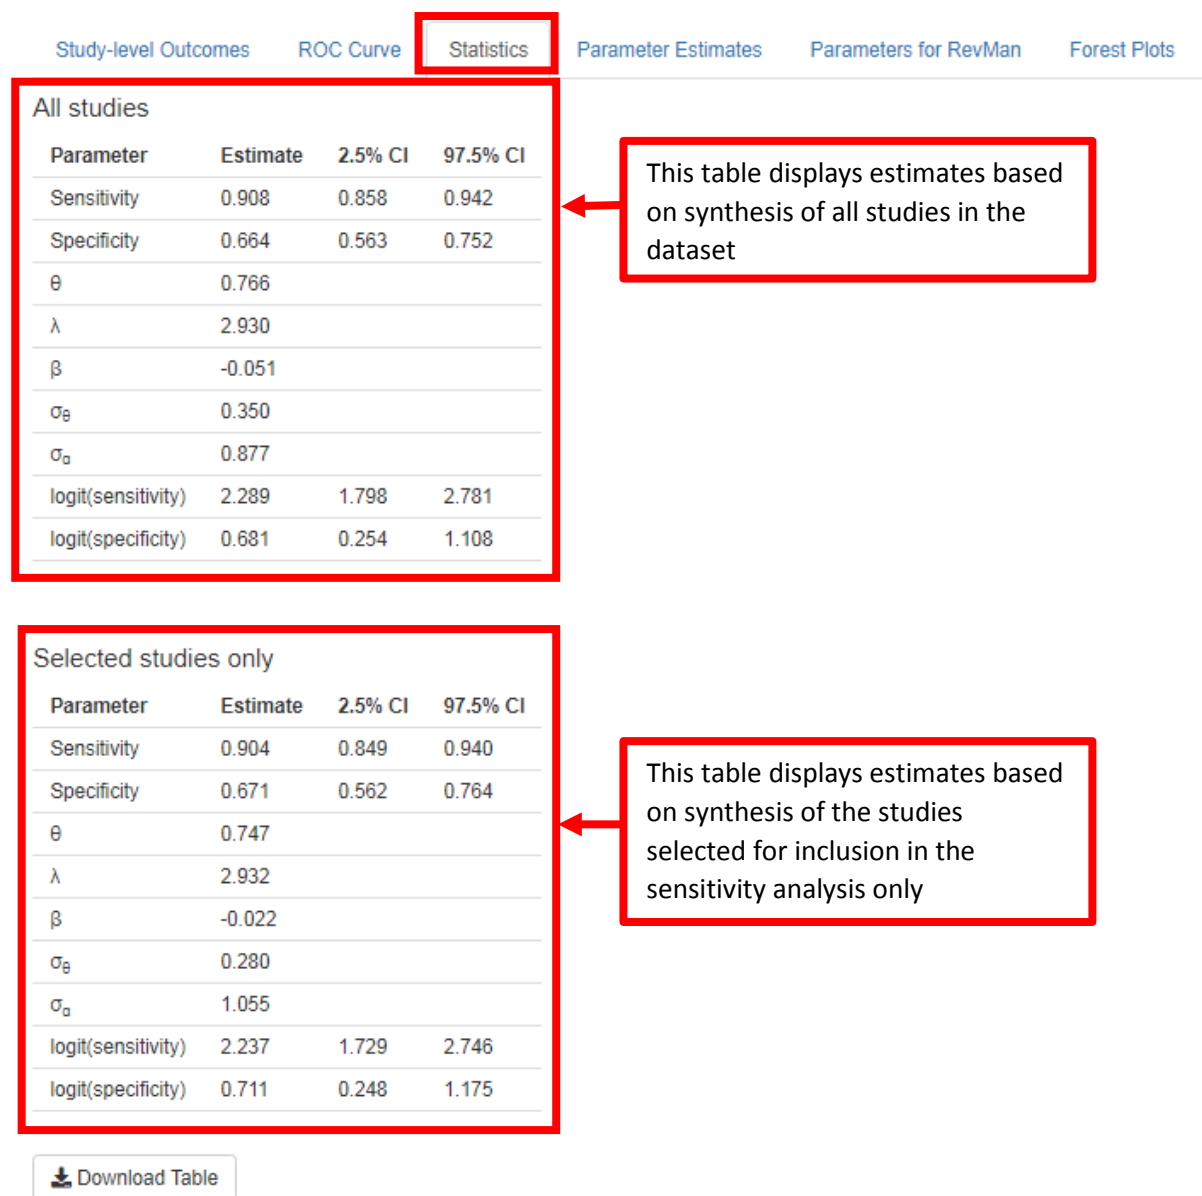 Study-level Outcomes ROC Curve Statistics Parameter Estimates Parameters for RevMan Forest Plots
All studies
Parameter Estimate 2.5% CI 97.5% CI
Sensitivity 0.908 0.858 0.942
Specificity 0.664 0.563 0.752
θ 0.766
λ 2.930
β -0.051
σθ 0.350
σα 0.877
logit(sensitivity) 2.289 1.798 2.781
logit(specificity) 0.681 0.254 1.108
This table displays estimates based
on synthesis of all studies in the
dataset
Selected studies only
Parameter Estimate 2.5% CI 97.5% CI
Sensitivity 0.904 0.849 0.940
Specificity 0.671 0.562 0.764
θ 0.747
λ 2.932
β -0.022
σθ 0.280
σα 1.055
logit(sensitivity) 2.237 1.729 2.746
logit(specificity) 0.711 0.248 1.175
This table displays estimates based
on synthesis of the studies
selected for inclusion in the
sensitivity analysis only
Download Table